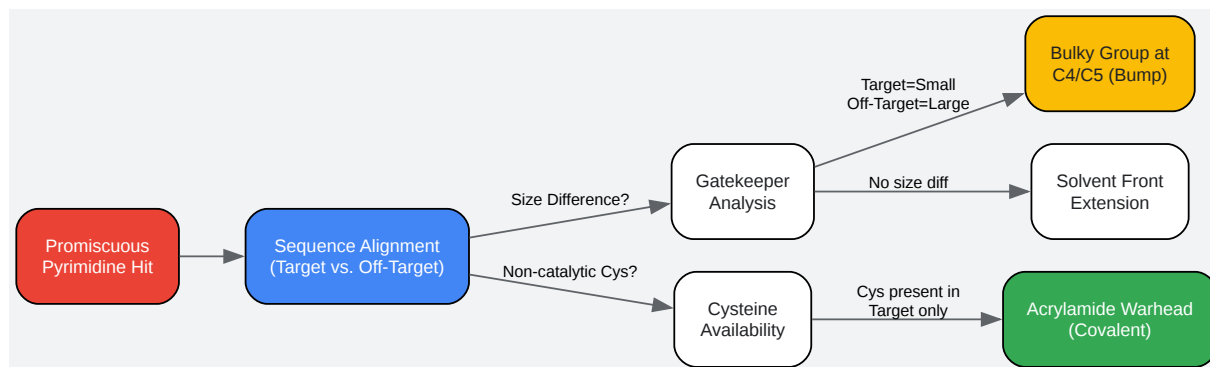 Promiscuous
Pyrimidine Hit
Sequence Alignment
(Target vs. Off-Target)
Size Difference?
Non-catalytic Cys?
Gatekeeper
Analysis
Cysteine
Availability
Target=Small
Off-Target=Large
No size diff
Cys present in
Target only
Bulky Group at
C4/C5 (Bump)
Solvent Front
Extension
Acrylamide Warhead
(Covalent)